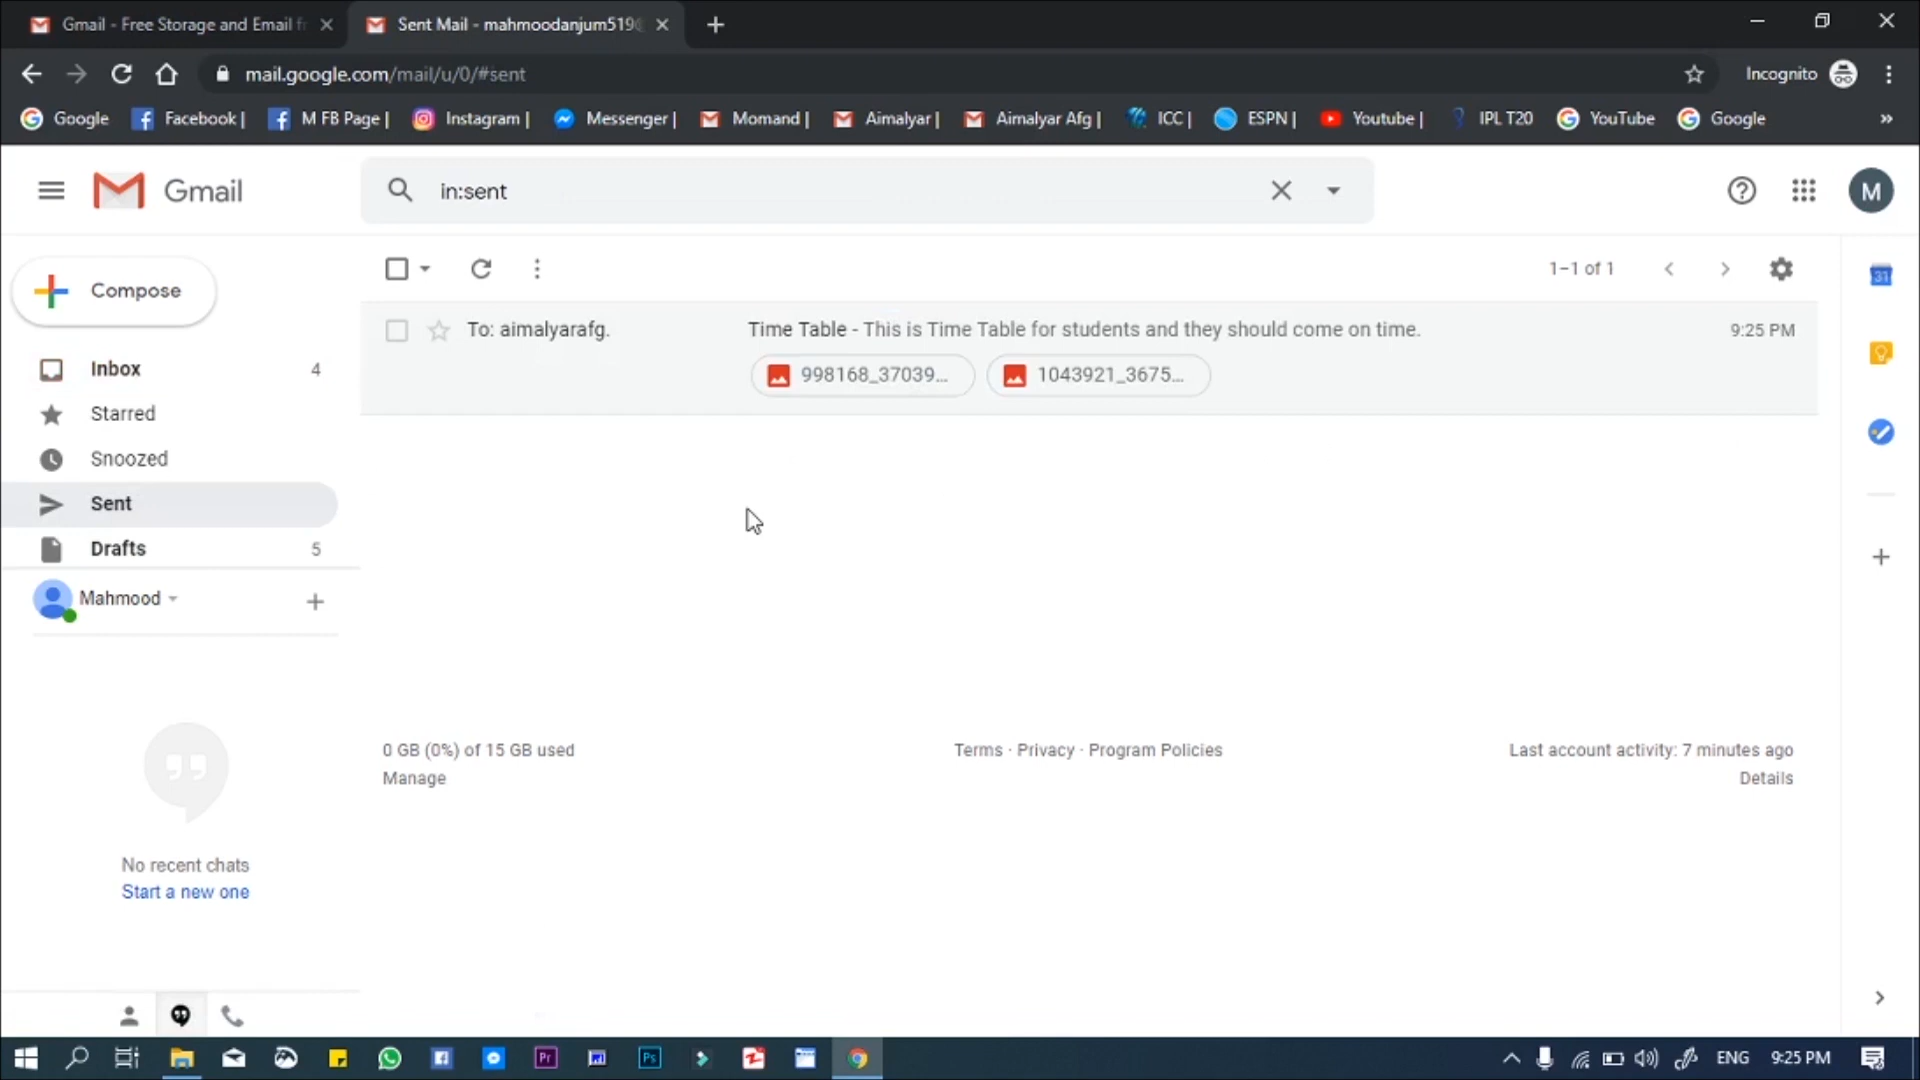 Gmail - Free Storage and Email f
Sent Mail - mahmoodanjum519
mail.google.com/mail/u/0/#sent
Incognito
Google
Facebook |
M FB Page |
Instagram |
Messenger |
Momand |
Aimalyar |
Aimalyar Afg |
ICC |
ESPN |
Youtube |
IPL T20
YouTube
Google
»
Gmail
in:sent
M
Compose
1–1 of 1
31
To: aimalyarafg.
Time Table - This is Time Table for students and they should come on time.
9:25 PM
998168_37039...
1043921_3675...
Inbox
4
Starred
Snoozed
Sent
Drafts
5
Mahmood
0 GB (0%) of 15 GB used
Manage
Terms · Privacy · Program Policies
Last account activity: 7 minutes ago
Details
No recent chats
Start a new one
Pr
Ps
ENG
9:25 PM